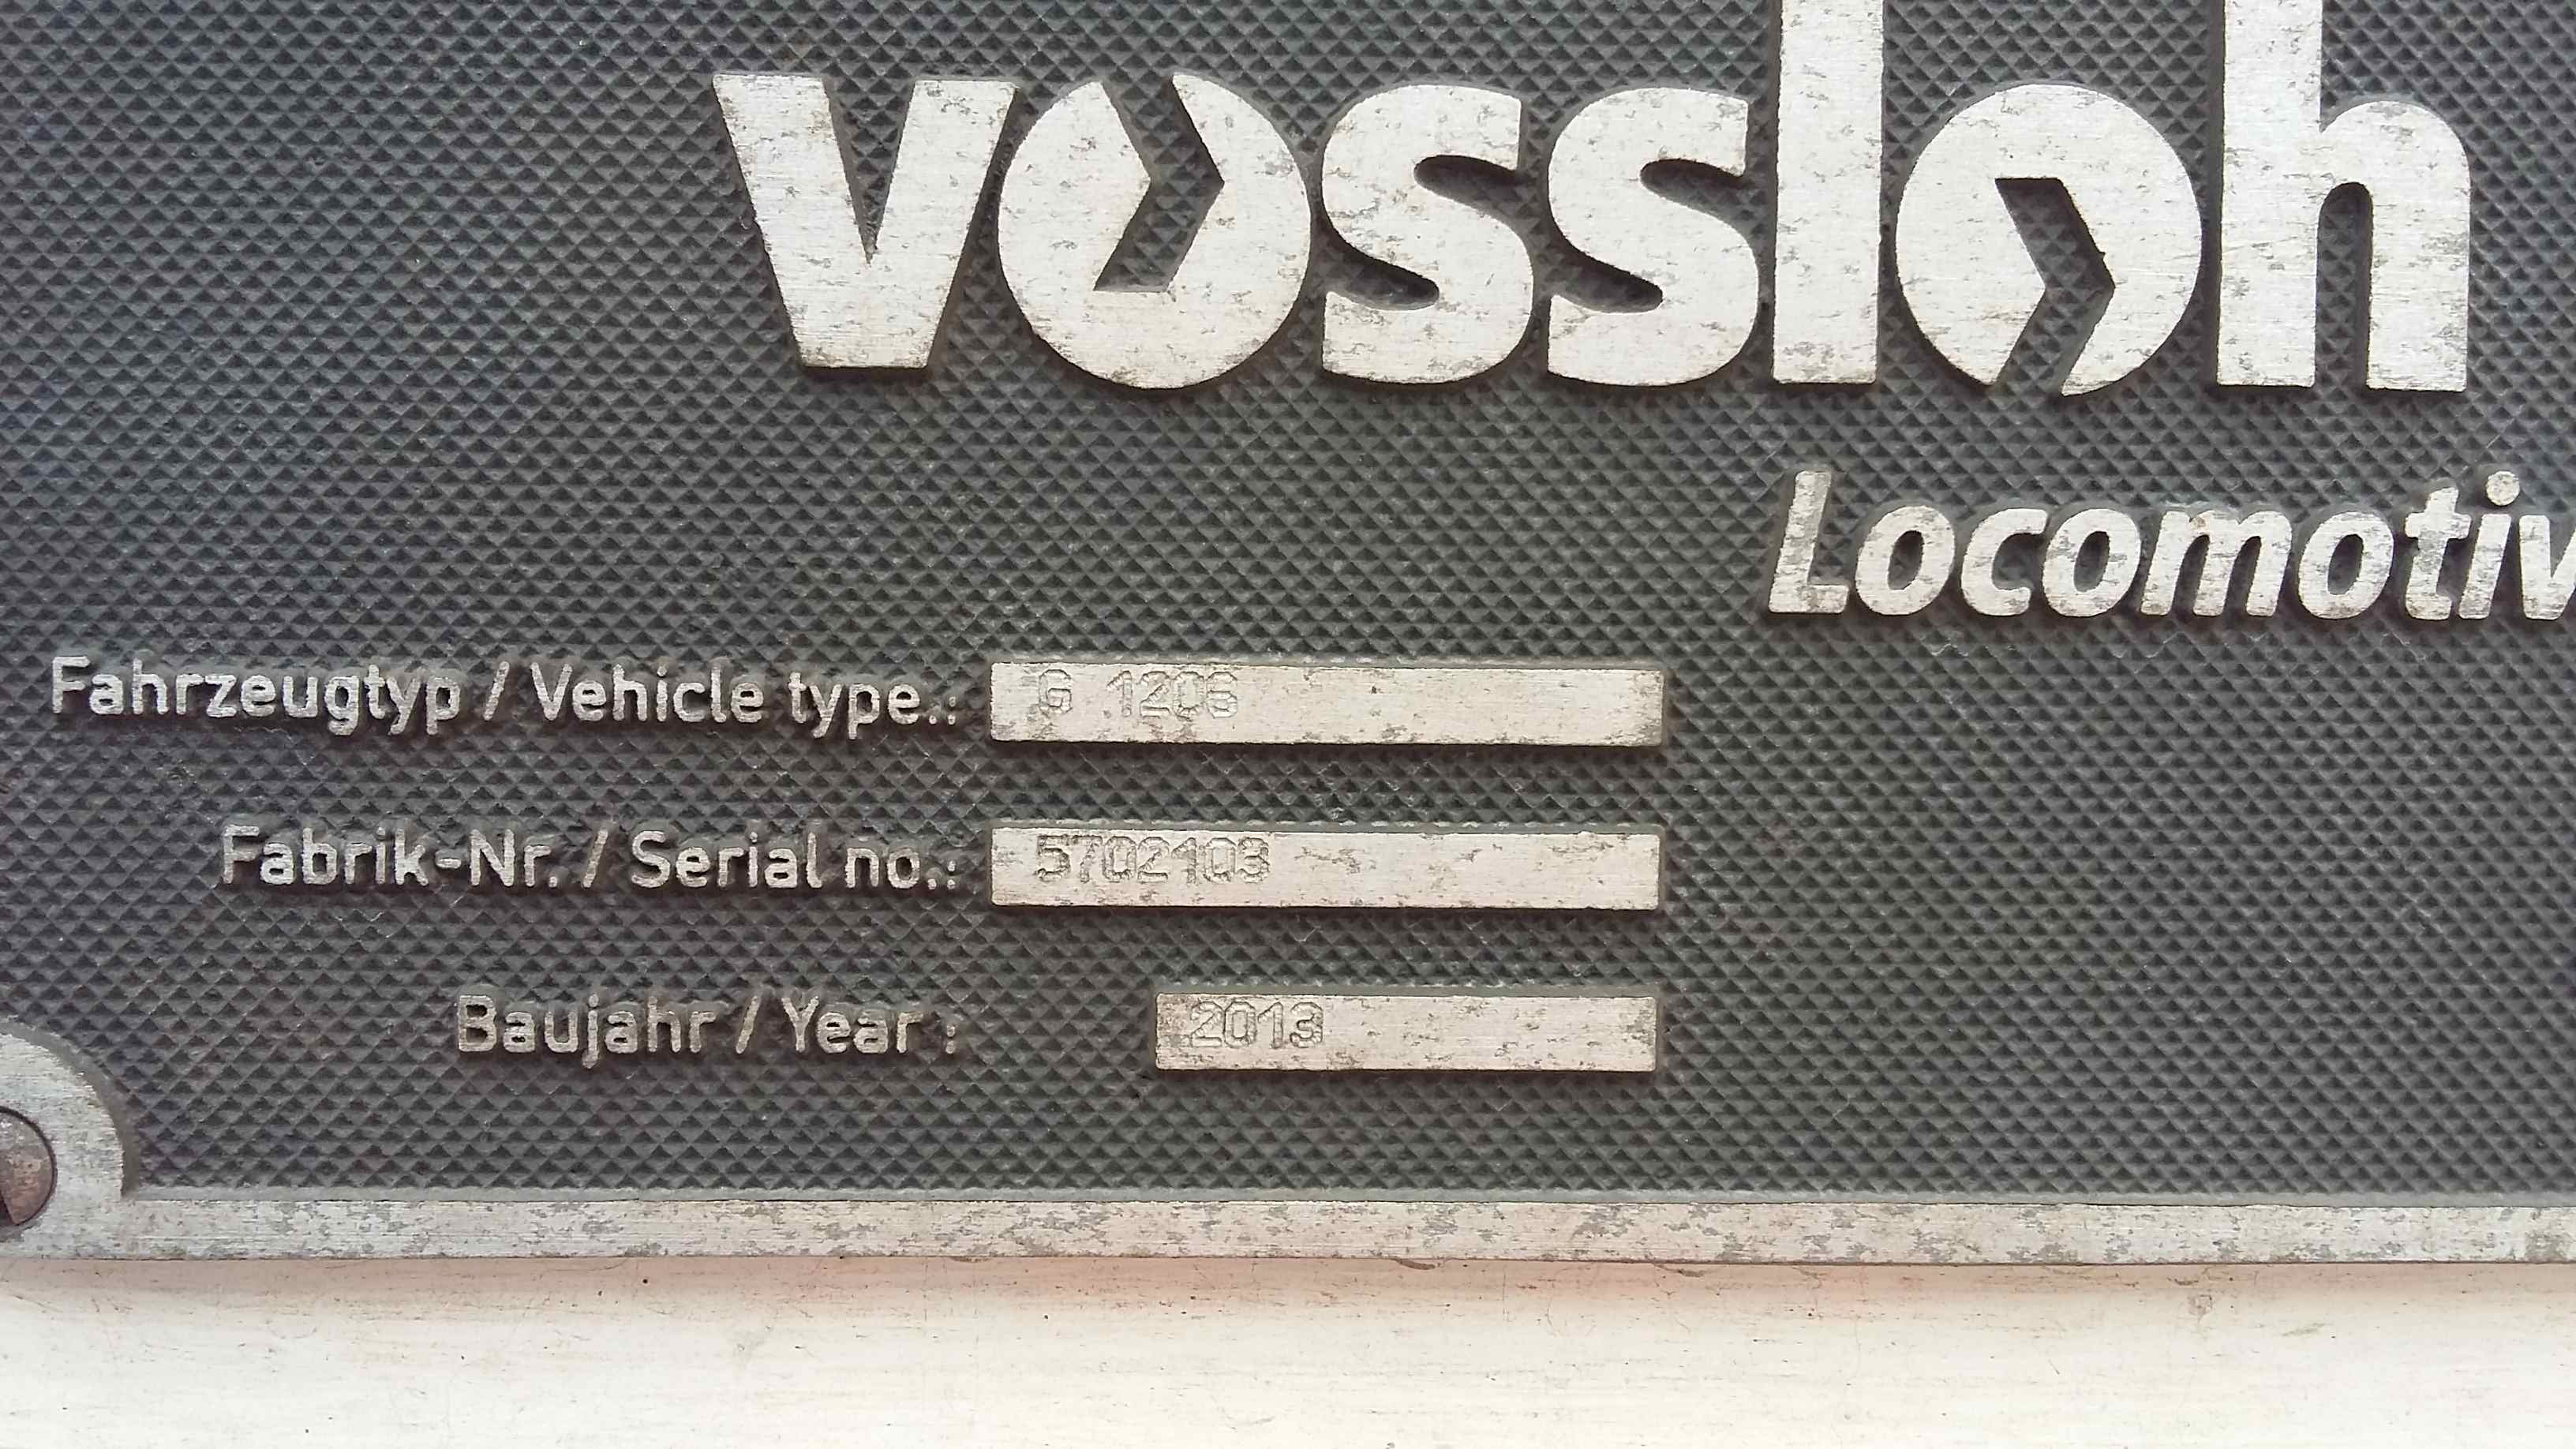 vossloh
Locomotiv
Fahrzeugtyp / Vehicle type.: G 1206
Fabrik-Nr. / Serial no.: 5702103
Baujahr / Year : 2013